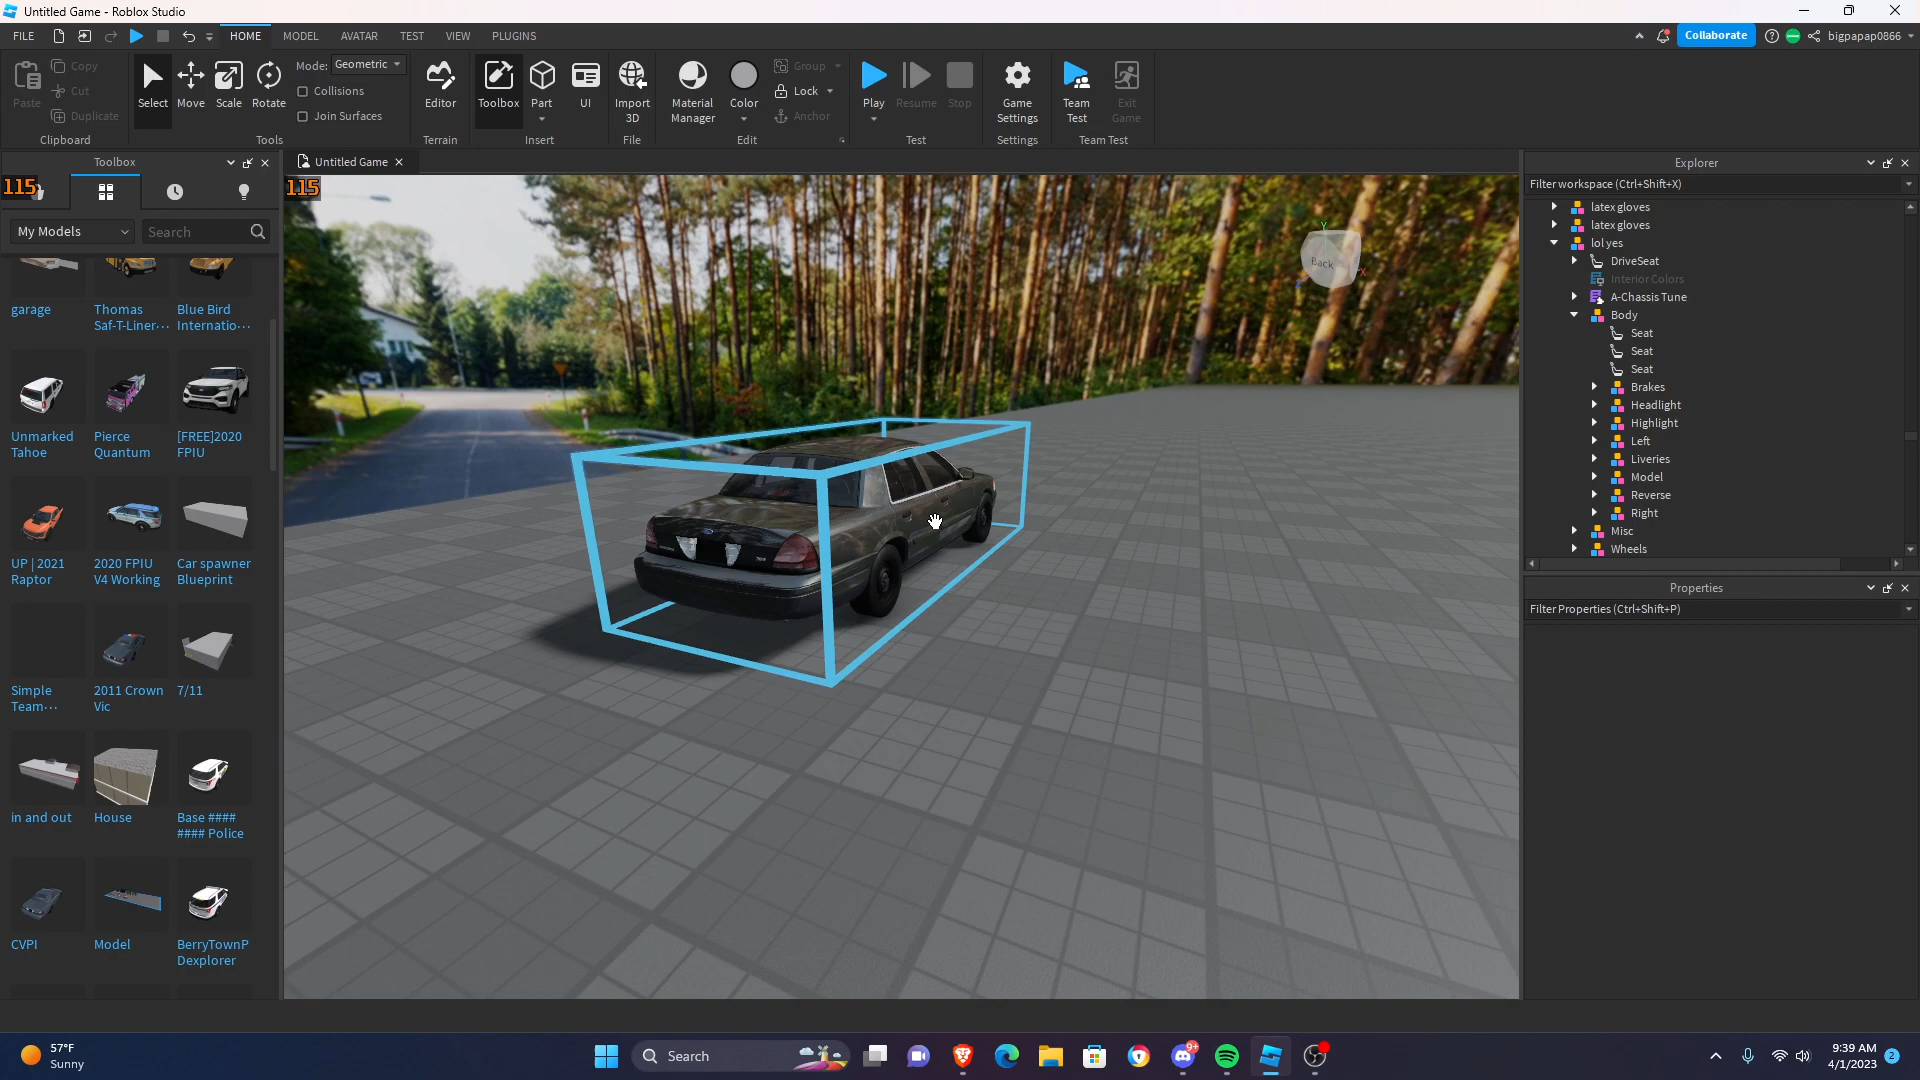 Untitled Game - Roblox Studio
FILE
HOME
MODEL
AVATAR
TEST
VIEW
PLUGINS
Collaborate
bigpapap0866
Paste
Copy
Cut
Duplicate
Clipboard
Select
Move
Scale
Rotate
Mode: Geometric
Collisions
Join Surfaces
Tools
Editor
Terrain
Toolbox
Part
UI
Insert
Import
3D
File
Material
Manager
Color
Group
Lock
Anchor
Edit
Play
Resume
Stop
Test
Game
Settings
Settings
Team
Test
Exit
Game
Team Test
Toolbox
115
My Models
Search
garage
Thomas
Saf-T-Liner...
Blue Bird
Internatio...
Unmarked
Tahoe
Pierce
Quantum
[FREE]2020
FPIU
UP | 2021
Raptor
2020 FPIU
V4 Working
Car spawner
Blueprint
Simple
Team...
2011 Crown
Vic
7/11
in and out
House
Base ####
#### Police
CVPI
Model
BerryTownP
Dexplorer
Untitled Game
115
Y
Back
X
Z
Explorer
Filter workspace (Ctrl+Shift+X)
latex gloves
latex gloves
lol yes
DriveSeat
Interior Colors
A-Chassis Tune
Body
Seat
Seat
Seat
Brakes
Headlight
Highlight
Left
Liveries
Model
Reverse
Right
Misc
Wheels
Properties
Filter Properties (Ctrl+Shift+P)
57°F
Sunny
Search
9+
9:39 AM
4/1/2023
2